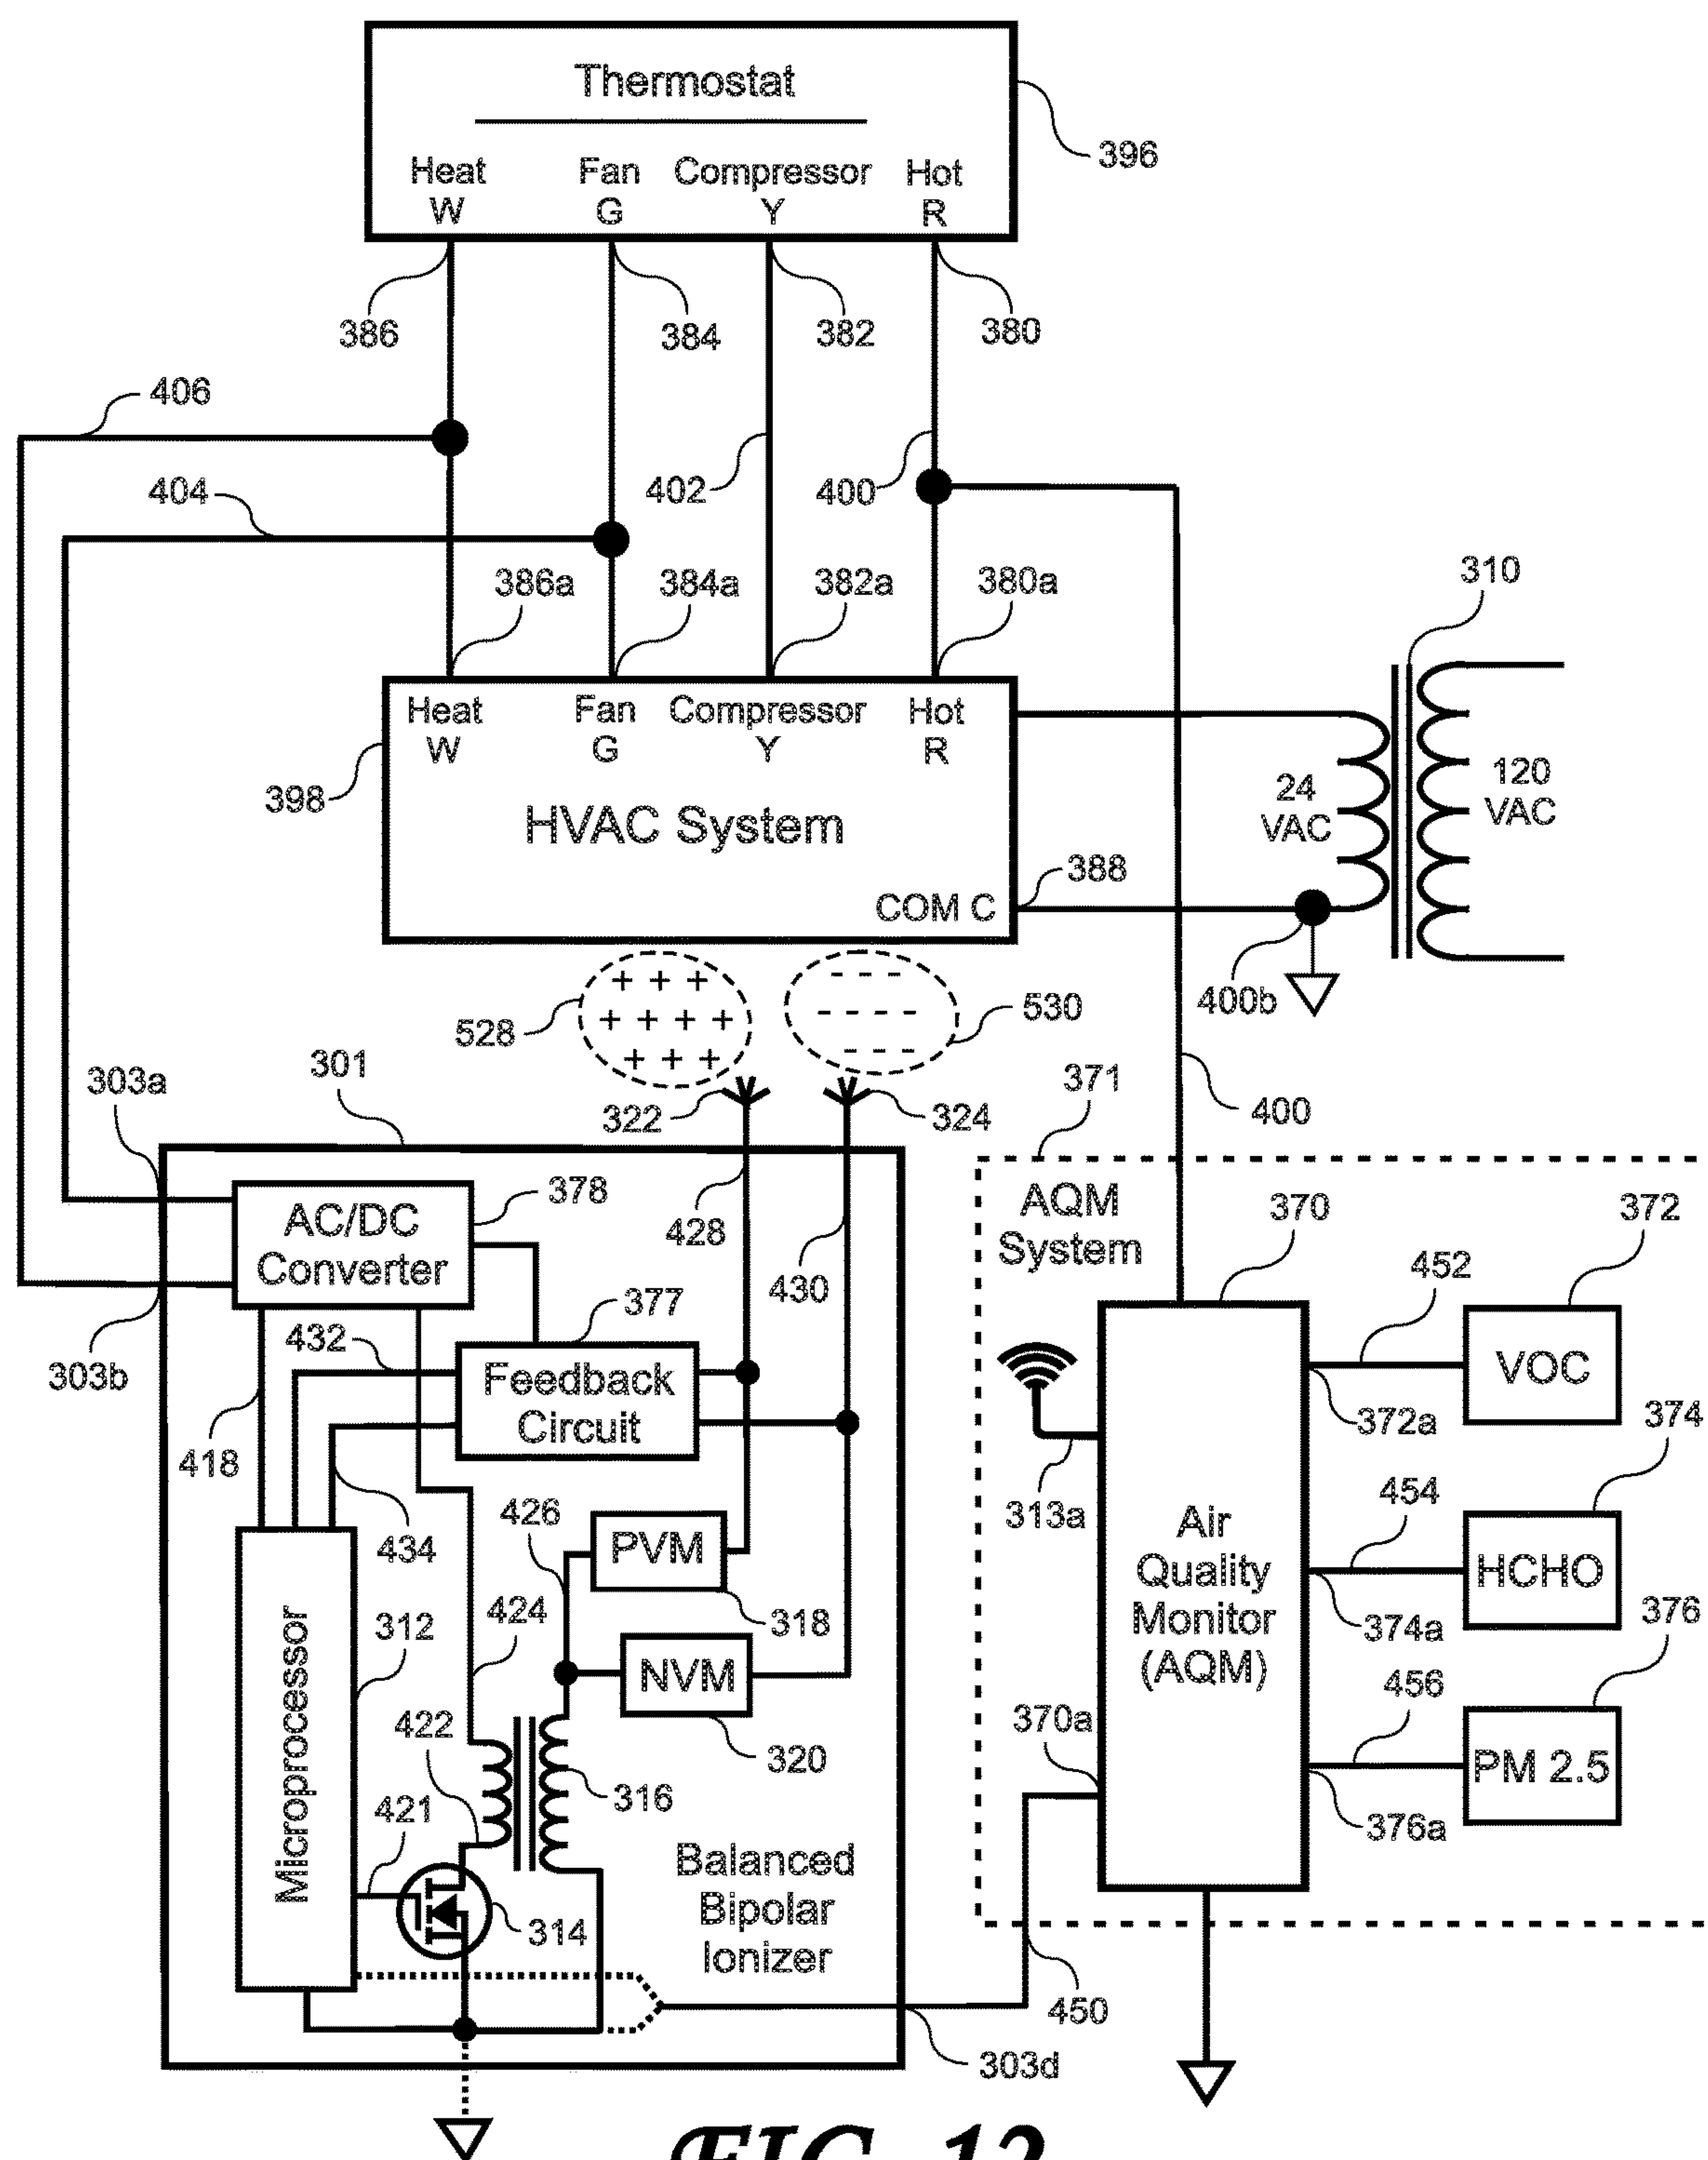 Thermostat
396
Heat Fan Compressor Hot
W G Y R
386 384 382 380
406
404 402 400
386a 384a 382a 380a 310
Heat Fan Compressor Hot
W G Y R
398
HVAC System
24
VAC
120
VAC
388
COM C
400b
+ + +
+ + + +
+ + +
- - -
- - - -
- - -
528 530
322 324
400
303a 301 371
AC/DC
Converter
378
428
430
AQM
System
370 372
452
VOC
372a
303b
432 377
Feedback
Circuit
418
434
426
PVM
318
313a
374
454
HCHO
374a
Air
Quality
Monitor
(AQM)
Microprocessor
312
424
NVM
320
422
316
421
314
370a
376
456
PM 2.5
376a
Balanced
Bipolar
Ionizer
450
303d
FIG. 12